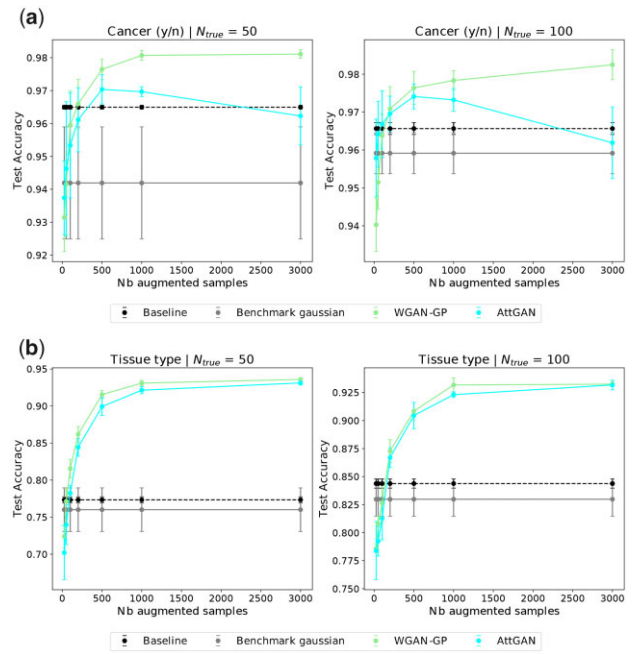 (a)
Cancer (y/n) | N_true = 50
Cancer (y/n) | N_true = 100
Test Accuracy
0.98
0.97
0.96
0.95
0.94
0.93
0.92
0 500 1000 1500 2000 2500 3000
Nb augmented samples
Test Accuracy
0.98
0.97
0.96
0.95
0.94
0 500 1000 1500 2000 2500 3000
Nb augmented samples
Baseline Benchmark gaussian WGAN-GP AttGAN
(b)
Tissue type | N_true = 50
Tissue type | N_true = 100
Test Accuracy
0.95
0.90
0.85
0.80
0.75
0.70
0 500 1000 1500 2000 2500 3000
Nb augmented samples
Test Accuracy
0.925
0.900
0.875
0.850
0.825
0.800
0.775
0.750
0 500 1000 1500 2000 2500 3000
Nb augmented samples
Baseline Benchmark gaussian WGAN-GP AttGAN